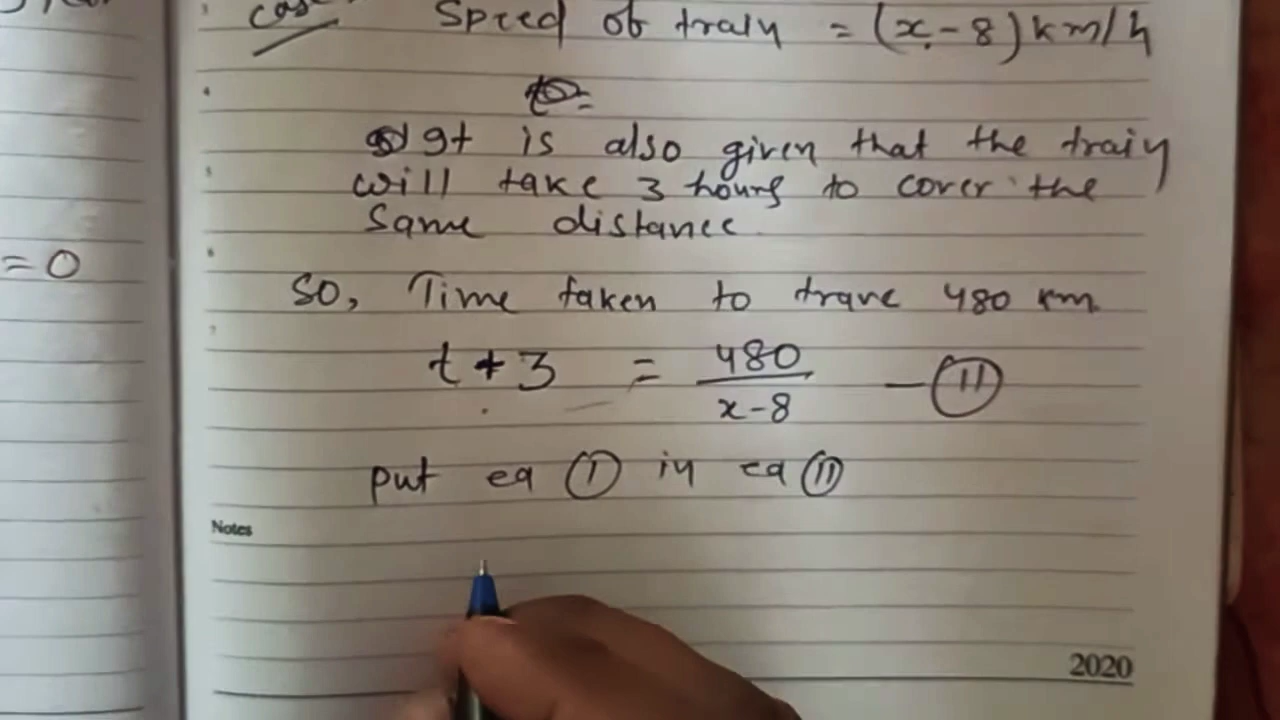 case
Speed of train = (x-8) km/h
It is also given that the train
will take 3 hours to cover the
Same distance
= 0
So, Time taken to trave 480 km
t + 3 = 480/x-8 — (II)
put eq (I) in eq (II)
Notes
2020